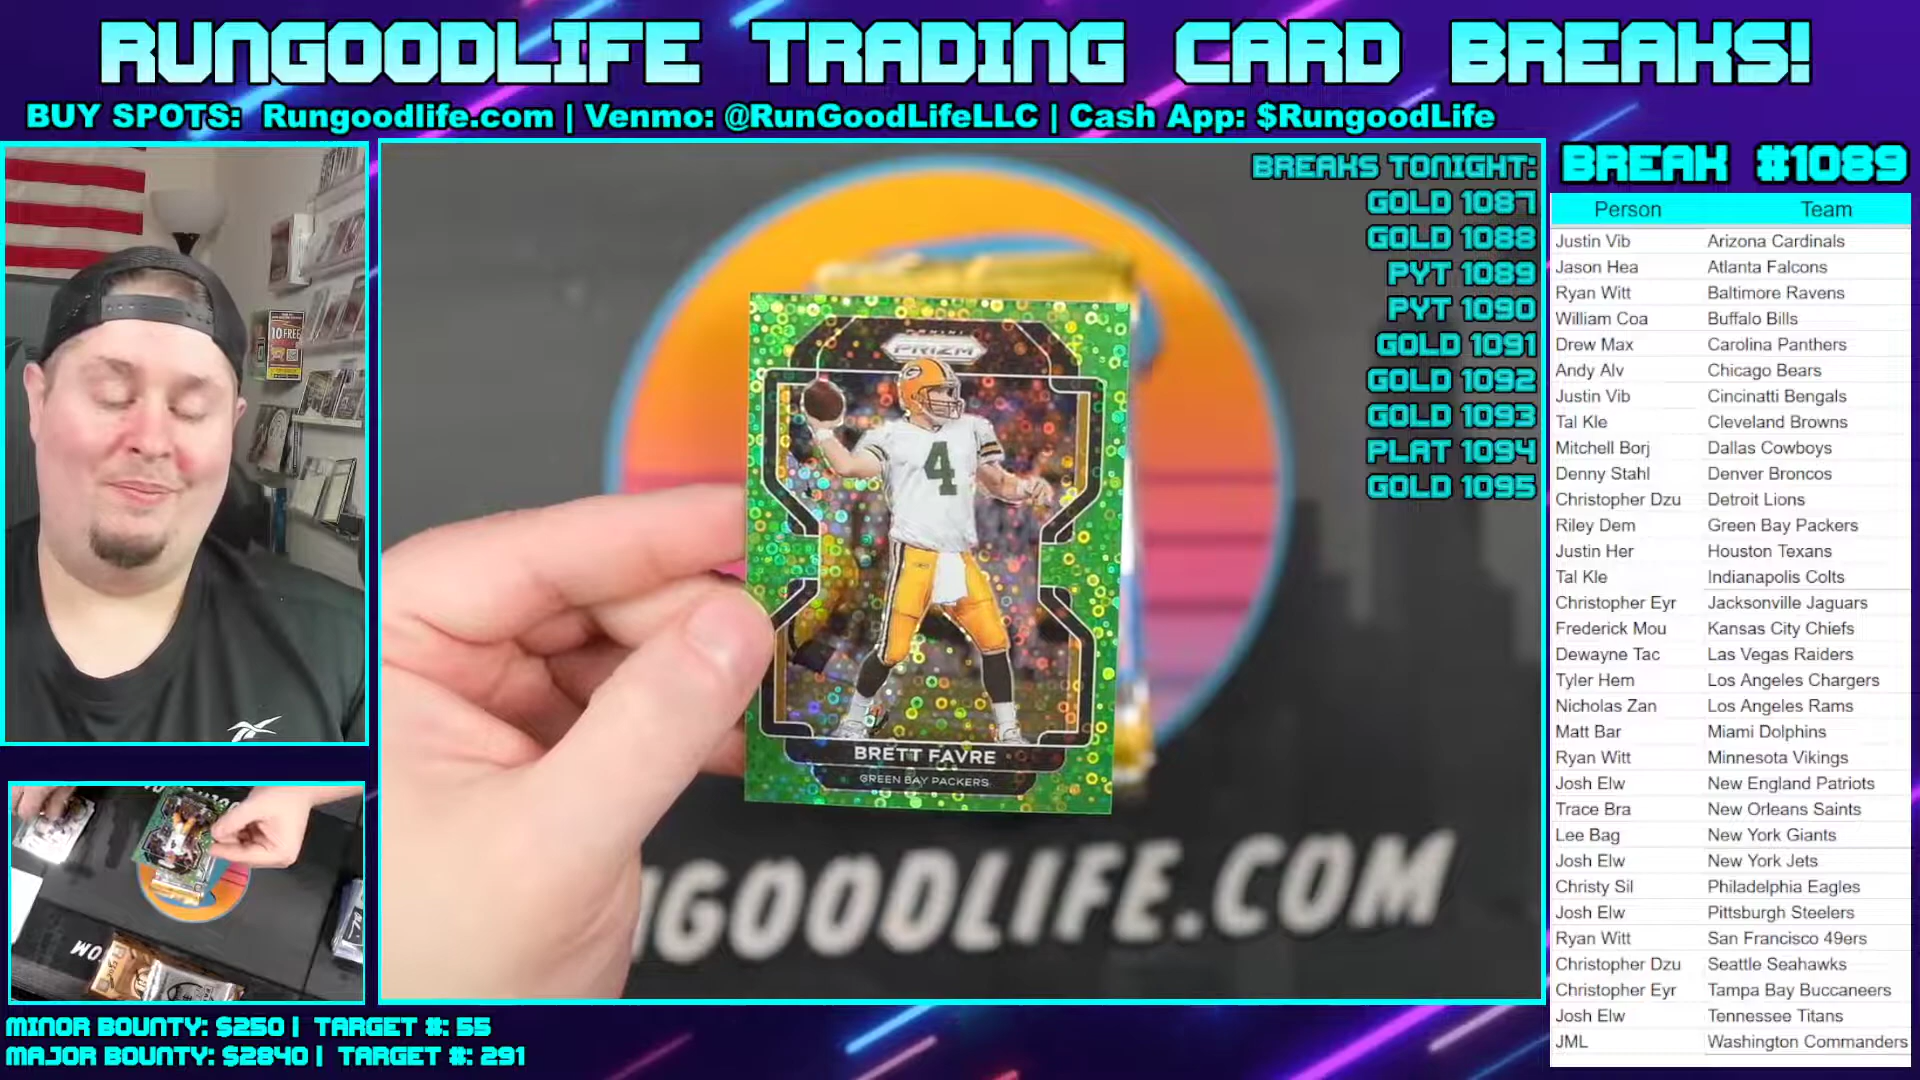 RUNGOODLIFE TRADING CARD BREAKS!
BUY SPOTS: Rungoodlife.com | Venmo: @RunGoodLifeLLC | Cash App: $RungoodLife
BREAKS TONIGHT:
GOLD 1087
GOLD 1088
PYT 1089
PYT 1090
GOLD 1091
GOLD 1092
GOLD 1093
PLAT 1094
GOLD 1095
BREAK #1089
Person Team
Justin Vib Arizona Cardinals
Jason Hea Atlanta Falcons
Ryan Witt Baltimore Ravens
William Coa Buffalo Bills
Drew Max Carolina Panthers
Andy Alv Chicago Bears
Justin Vib Cincinatti Bengals
Tal Kle Cleveland Browns
Mitchell Borj Dallas Cowboys
Denny Stahl Denver Broncos
Christopher Dzu Detroit Lions
Riley Dem Green Bay Packers
Justin Her Houston Texans
Tal Kle Indianapolis Colts
Christopher Eyr Jacksonville Jaguars
Frederick Mou Kansas City Chiefs
Dewayne Tac Las Vegas Raiders
Tyler Hem Los Angeles Chargers
Nicholas Zan Los Angeles Rams
Matt Bar Miami Dolphins
Ryan Witt Minnesota Vikings
Josh Elw New England Patriots
Trace Bra New Orleans Saints
Lee Bag New York Giants
Josh Elw New York Jets
Christy Sil Philadelphia Eagles
Josh Elw Pittsburgh Steelers
Ryan Witt San Francisco 49ers
Christopher Dzu Seattle Seahawks
Christopher Eyr Tampa Bay Buccaneers
Josh Elw Tennessee Titans
JML Washington Commanders
10 FREE
PANINI
PRIZM
G
4
BRETT FAVRE
GREEN BAY PACKERS
NGOODLIFE.COM
MINOR BOUNTY: $250 | TARGET #: 55
MAJOR BOUNTY: $2840 | TARGET #: 291